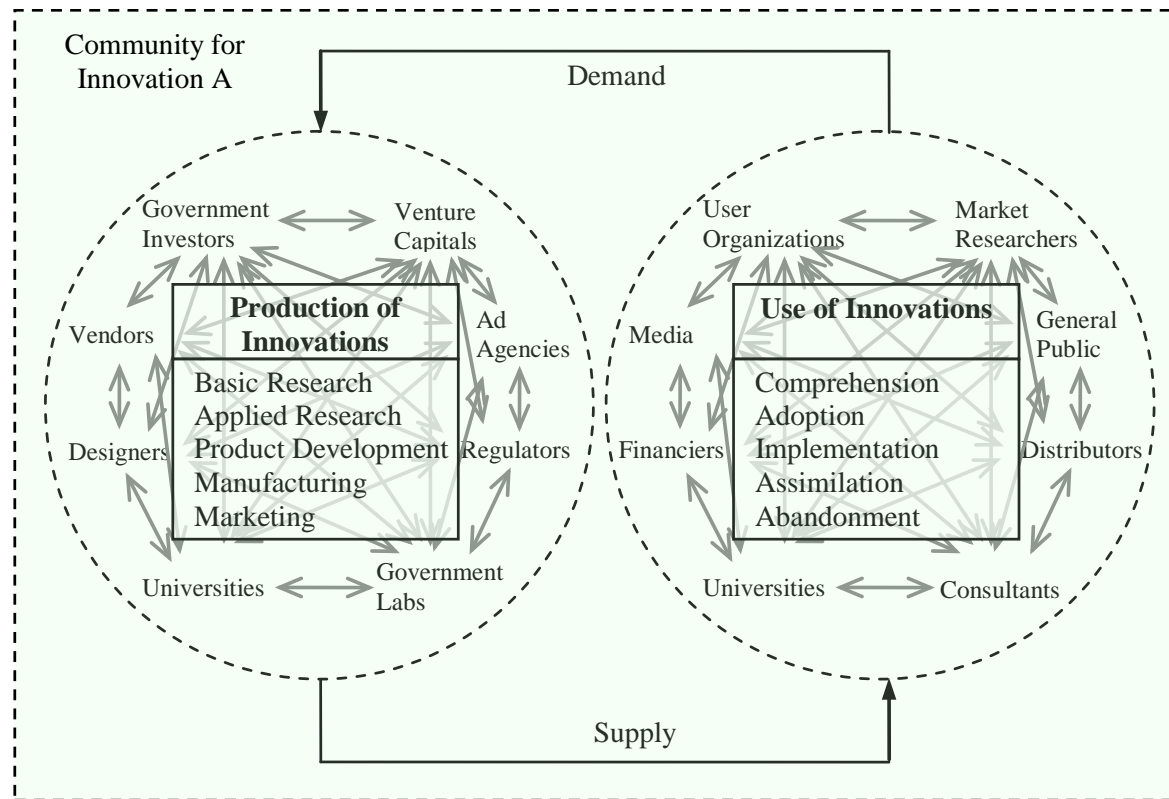 Community for
Innovation A
Demand
Government
Investors
Venture
Capitals
Vendors
Ad
Agencies
Production of
Innovations
Basic Research
Applied Research
Product Development
Manufacturing
Marketing
Designers
Regulators
Universities
Government
Labs
User
Organizations
Market
Researchers
Media
General
Public
Use of Innovations
Comprehension
Adoption
Implementation
Assimilation
Abandonment
Financiers
Distributors
Universities
Consultants
Supply